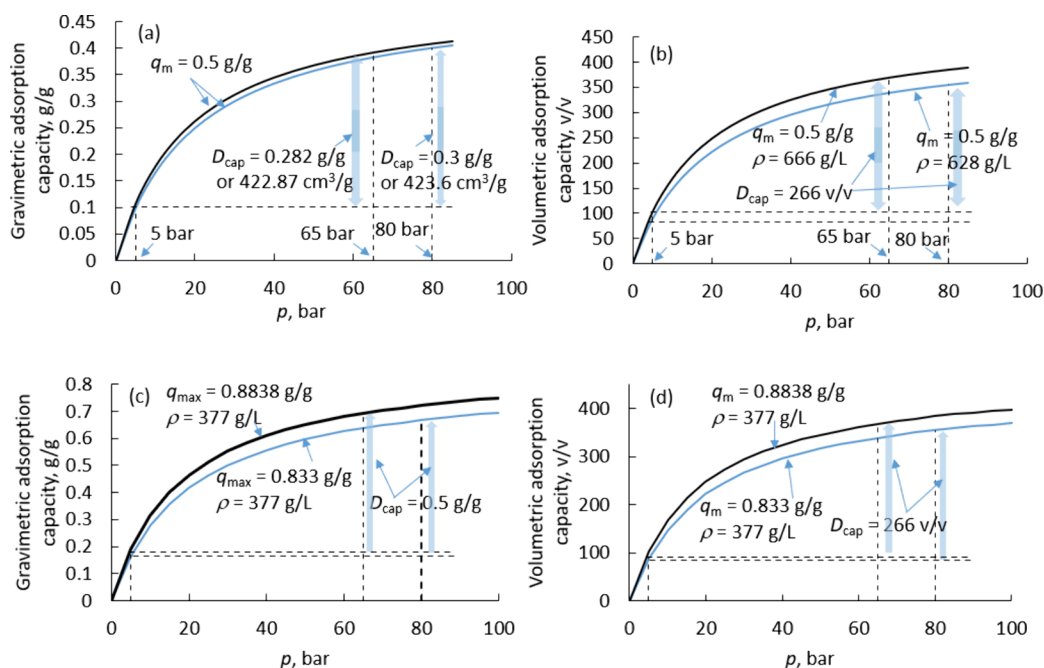 (a)
Gravimetric adsorption
capacity, g/g
0.45
0.4
0.35
0.3
0.25
0.2
0.15
0.1
0.05
0
qm = 0.5 g/g
Dcap = 0.282 g/g
or 422.87 cm³/g
Dcap = 0.3 g/g
or 423.6 cm³/g
5 bar
65 bar
80 bar
0 20 40 60 80 100
p, bar
(b)
Volumetric adsorption
capacity, v/v
450
400
350
300
250
200
150
100
50
0
qm = 0.5 g/g
ρ = 666 g/L
qm = 0.5 g/g
ρ = 628 g/L
Dcap = 266 v/v
5 bar
65 bar
80 bar
0 20 40 60 80 100
p, bar
(c)
Gravimetric adsorption
capacity, g/g
0.8
0.7
0.6
0.5
0.4
0.3
0.2
0.1
0
qmax = 0.8838 g/g
ρ = 377 g/L
qmax = 0.833 g/g
ρ = 377 g/L
Dcap = 0.5 g/g
0 20 40 60 80 100
p, bar
(d)
Volumetric adsorption
capacity, v/v
400
300
200
100
0
qm = 0.8838 g/g
ρ = 377 g/L
qm = 0.833 g/g
ρ = 377 g/L
Dcap = 266 v/v
0 20 40 60 80 100
p, bar